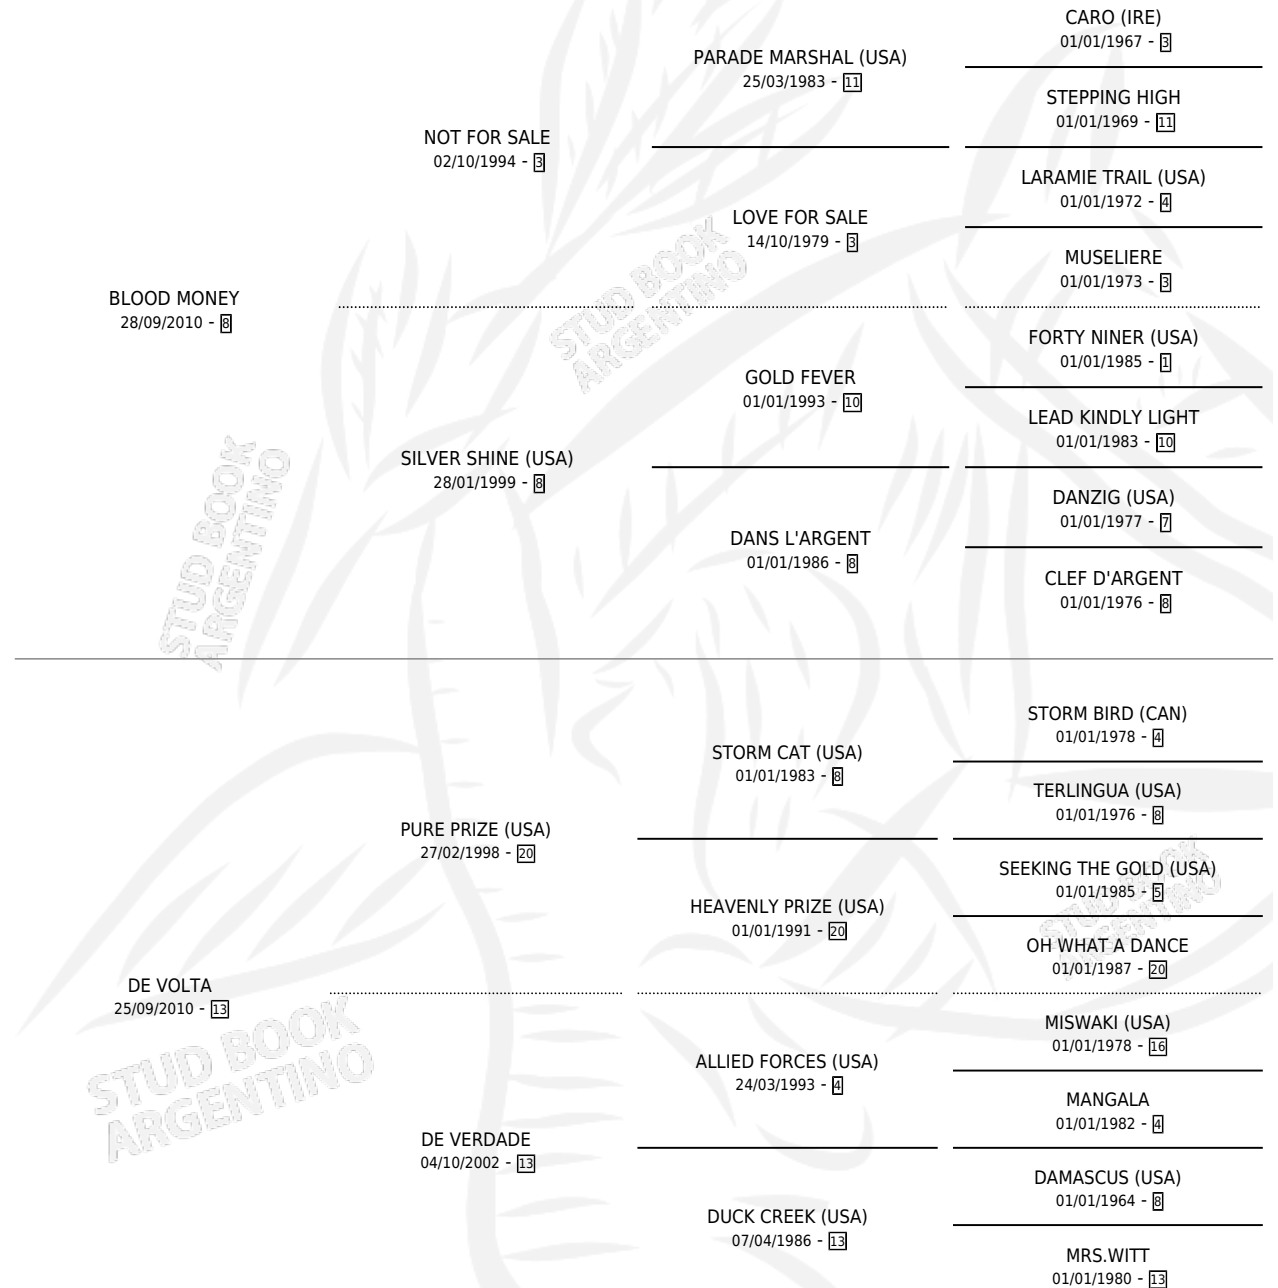 CARO (IRE)
01/01/1967 - 3
PARADE MARSHAL (USA)
25/03/1983 - 11
STEPPING HIGH
01/01/1969 - 11
NOT FOR SALE
02/10/1994 - 3
LARAMIE TRAIL (USA)
01/01/1972 - 4
LOVE FOR SALE
14/10/1979 - 3
MUSELIERE
01/01/1973 - 3
BLOOD MONEY
28/09/2010 - 8
STUD BOOK
ARGENTINO
FORTY NINER (USA)
01/01/1985 - 1
GOLD FEVER
01/01/1993 - 10
LEAD KINDLY LIGHT
01/01/1983 - 10
SILVER SHINE (USA)
28/01/1999 - 8
DANZIG (USA)
01/01/1977 - 7
DANS L'ARGENT
01/01/1986 - 8
CLEF D'ARGENT
01/01/1976 - 8
STUD BOOK
ARGENTINO
STORM BIRD (CAN)
01/01/1978 - 4
STORM CAT (USA)
01/01/1983 - 8
TERLINGUA (USA)
01/01/1976 - 8
PURE PRIZE (USA)
27/02/1998 - 20
SEEKING THE GOLD (USA)
01/01/1985 - 5
HEAVENLY PRIZE (USA)
01/01/1991 - 20
STUD BOOK
ARGENTINO
OH WHAT A DANCE
01/01/1987 - 20
DE VOLTA
25/09/2010 - 13
STUD BOOK
ARGENTINO
MISWAKI (USA)
01/01/1978 - 16
ALLIED FORCES (USA)
24/03/1993 - 4
MANGALA
01/01/1982 - 4
DE VERDADE
04/10/2002 - 13
DAMASCUS (USA)
01/01/1964 - 8
DUCK CREEK (USA)
07/04/1986 - 13
MRS.WITT
01/01/1980 - 13